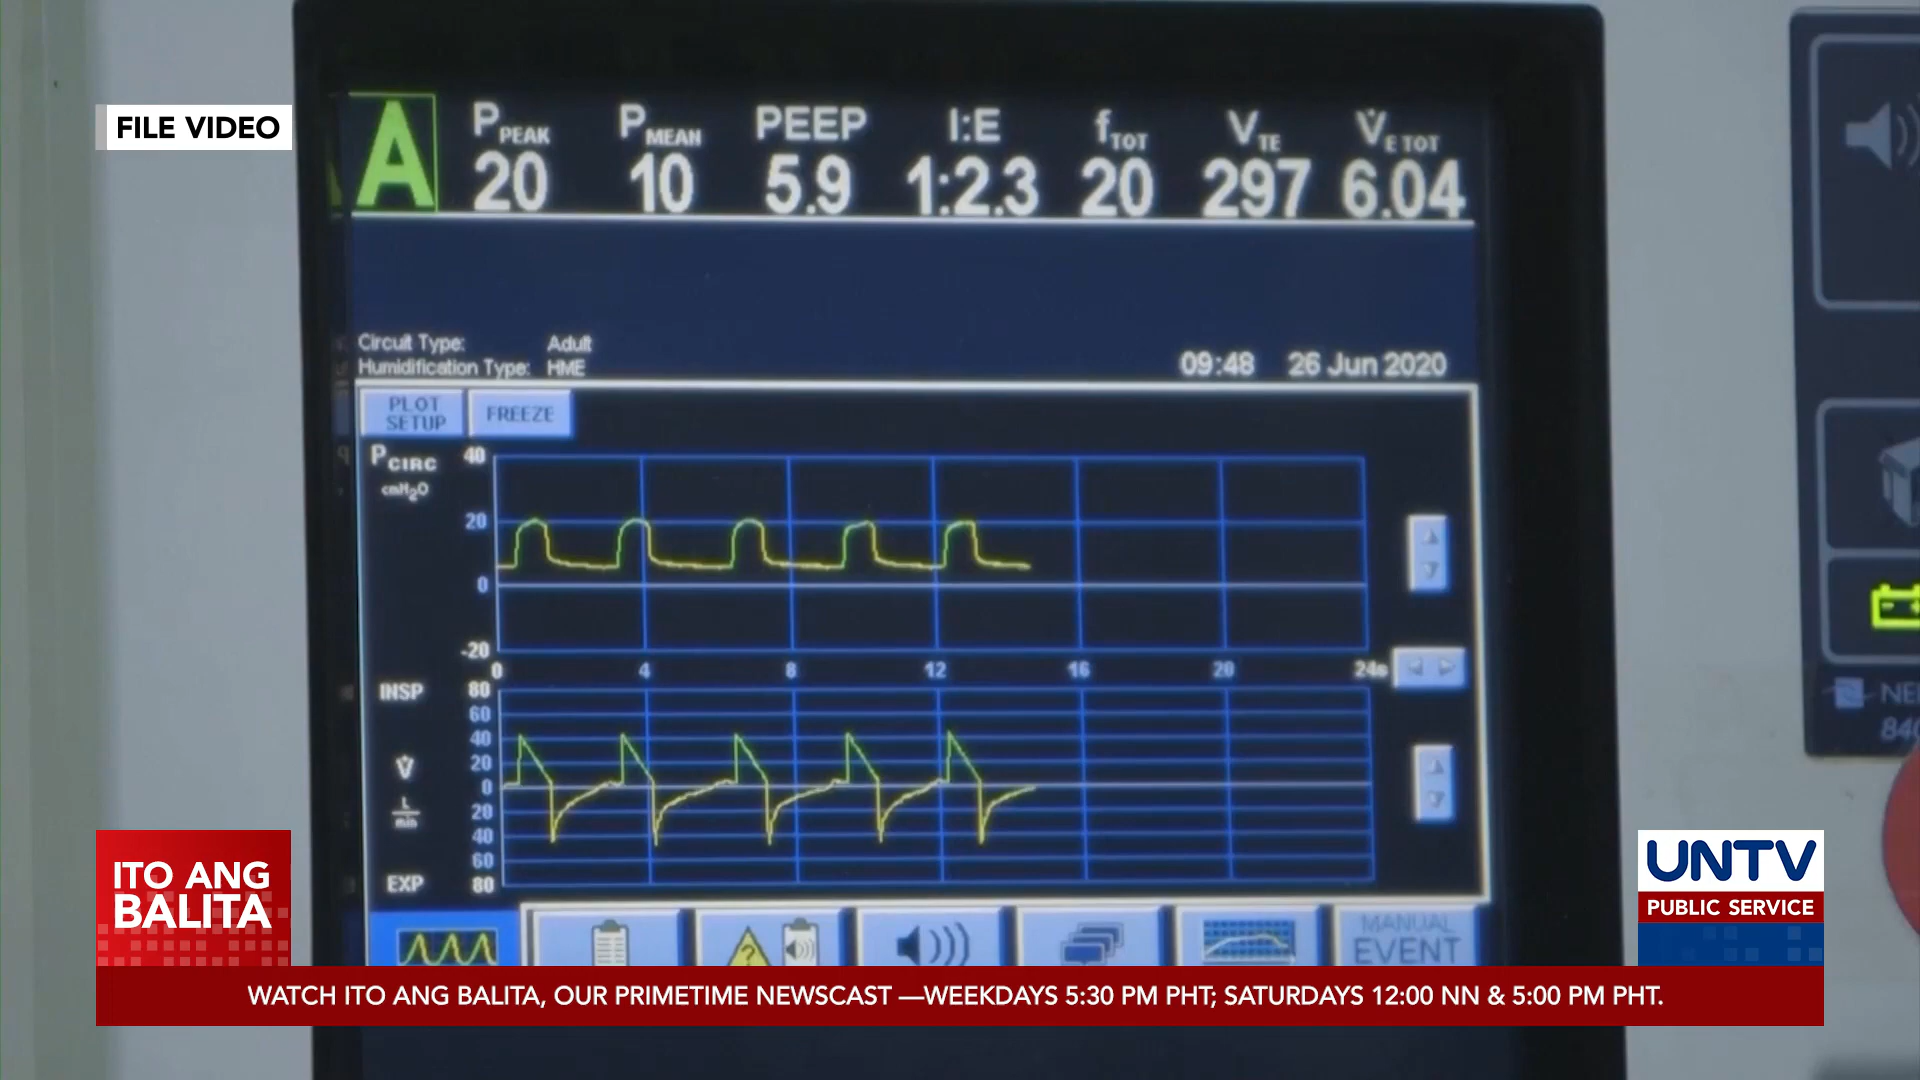 FILE VIDEO
A
PPEAK PMEAN PEEP I:E fTOT VTE V̇E TOT
20 10 5.9 1:2.3 20 297 6.04
Circuit Type: Adult
Humidification Type: HME
09:48 26 Jun 2020
PLOT SETUP
FREEZE
PCIRC
cmH2O
40
20
0
-20
0 4 8 12 16 20 24s
INSP
80
60
40
20
0
20
40
60
80
V̇
L
min
EXP
MANUAL
EVENT
840
ITO ANG
BALITA
UNTV
PUBLIC SERVICE
WATCH ITO ANG BALITA, OUR PRIMETIME NEWSCAST —WEEKDAYS 5:30 PM PHT; SATURDAYS 12:00 NN & 5:00 PM PHT.